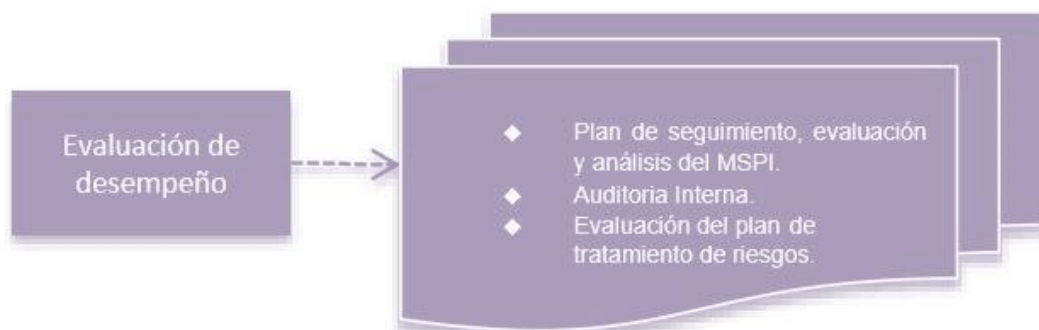 Evaluación de
desempeño
◆ Plan de seguimiento, evaluación
y análisis del MSPI.
◆ Auditoria Interna.
◆ Evaluación del plan de
tratamiento de riesgos.